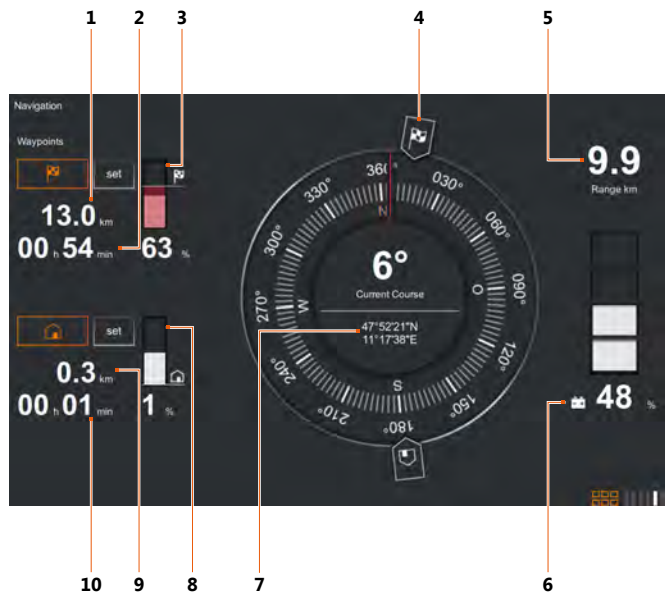 1 2 3 4 5
Navigation
Waypoints
set
13.0 km
00 h 54 min 63 %
set
0.3 km
00 h 01 min 1 %
360°
030°
060°
090°
120°
150°
180°
210°
240°
270°
300°
330°
N
O
S
W
6°
Current Course
47°52'21"N
11°17'38"E
9.9
Range km
48 %
10 9 8 7 6